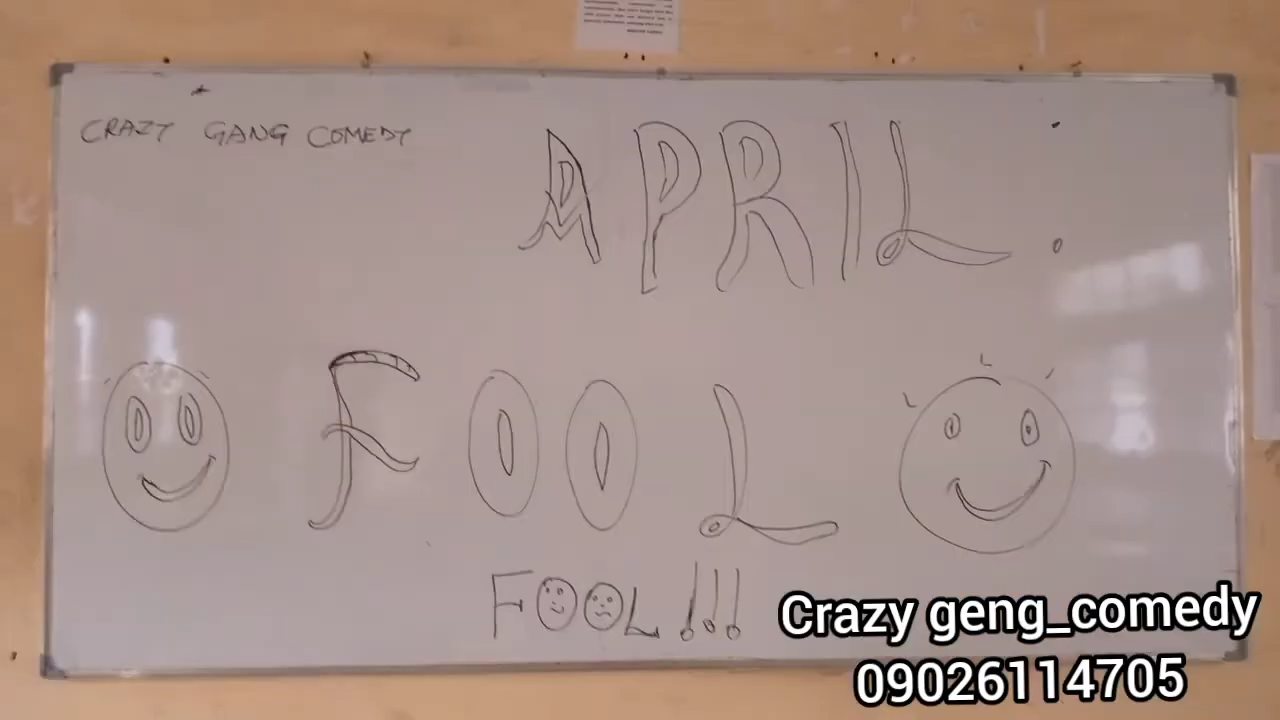 CRAZY GANG COMEDY
APRIL :
FOOL
FOOL !!!
Crazy geng_comedy
09026114705